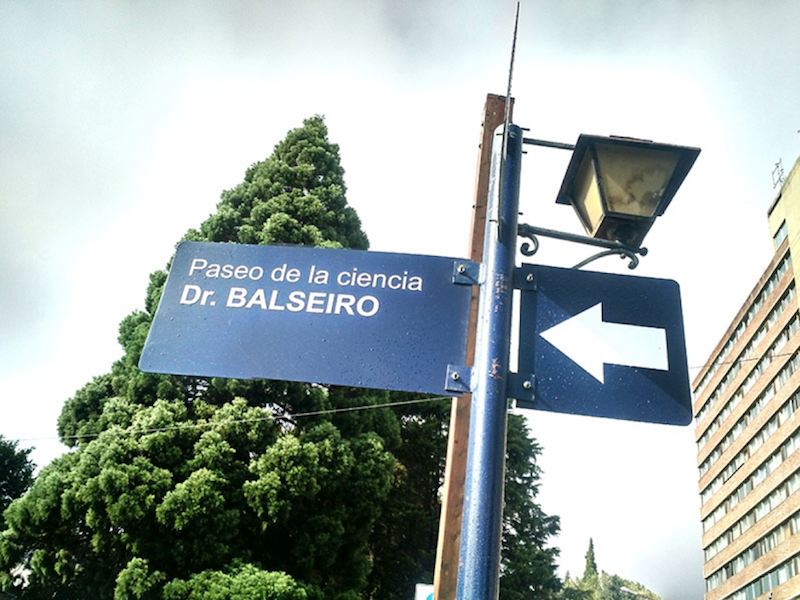 Paseo de la ciencia
Dr. BALSEIRO